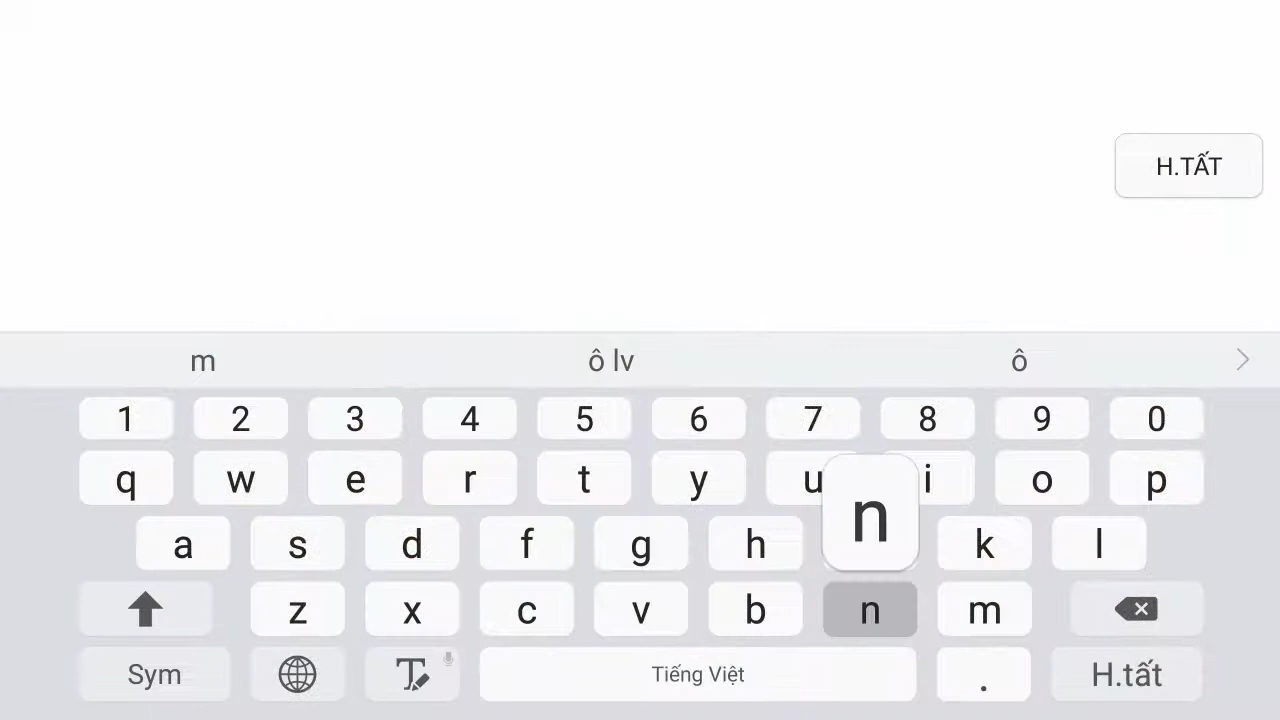 H.TẤT
m ô lv ô
1 2 3 4 5 6 7 8 9 0
q w e r t y u i o p
n
a s d f g h k l
z x c v b n m
Sym Tiếng Việt . H.tất